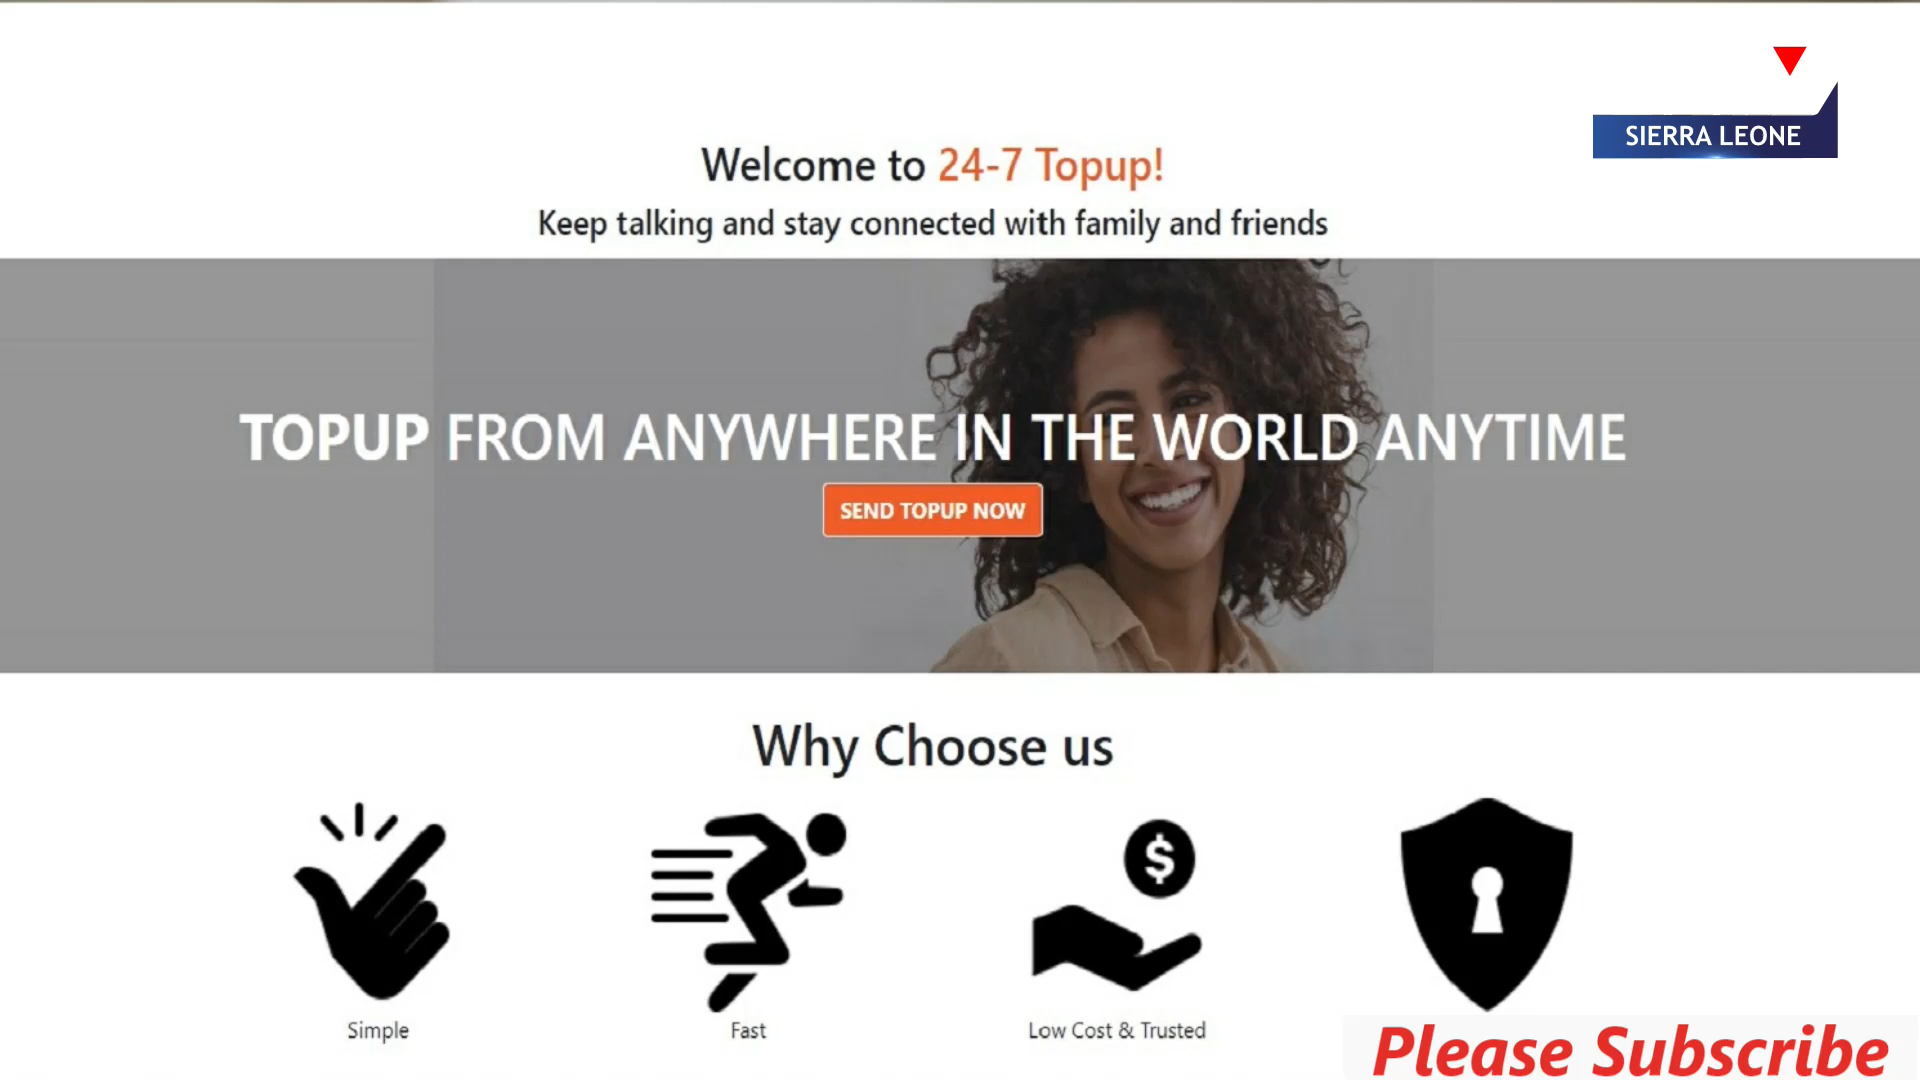 SIERRA LEONE
Welcome to 24-7 Topup!
Keep talking and stay connected with family and friends
TOPUP FROM ANYWHERE IN THE WORLD ANYTIME
SEND TOPUP NOW
Why Choose us
$
Simple
Fast
Low Cost & Trusted
Please Subscribe